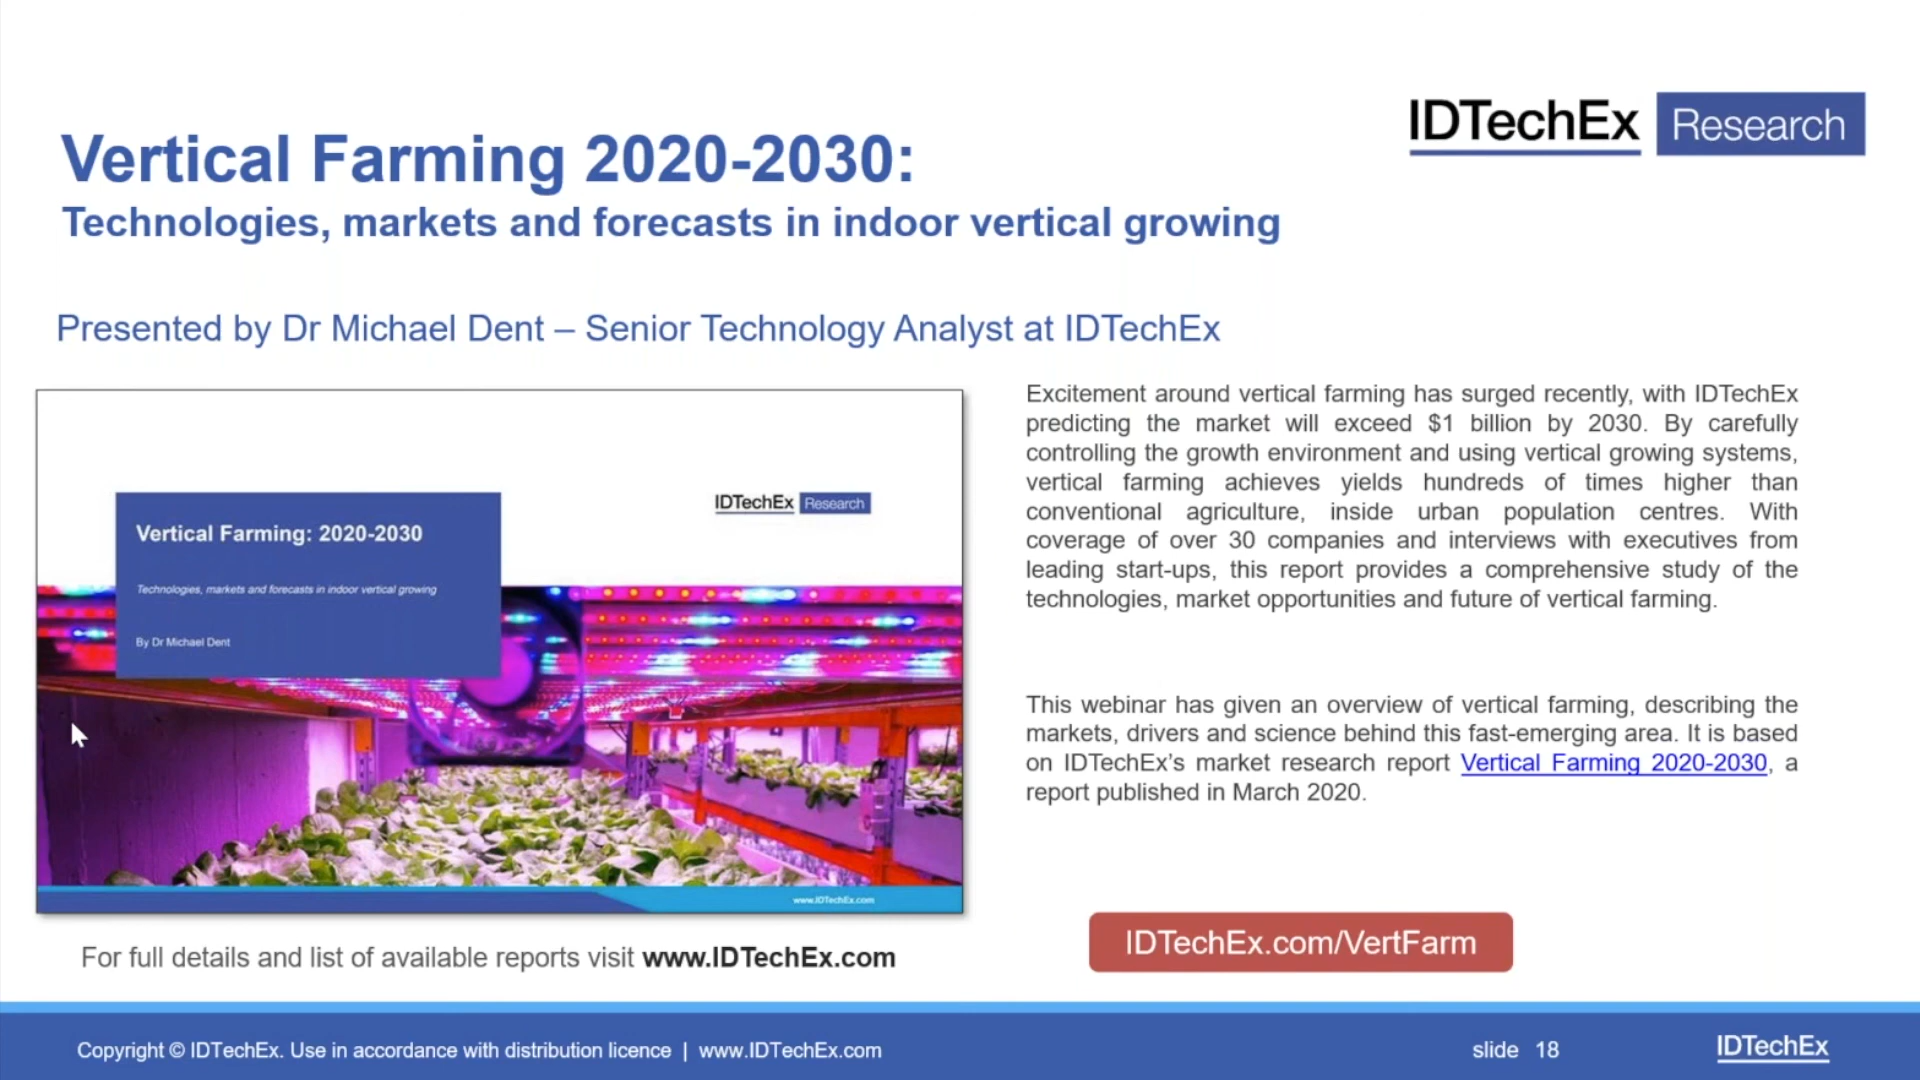 IDTechEx Research
Vertical Farming 2020-2030:
Technologies, markets and forecasts in indoor vertical growing
Presented by Dr Michael Dent – Senior Technology Analyst at IDTechEx
IDTechEx Research
Vertical Farming: 2020-2030
Technologies, markets and forecasts in indoor vertical growing
By Dr Michael Dent
www.IDTechEx.com
For full details and list of available reports visit www.IDTechEx.com
Excitement around vertical farming has surged recently, with IDTechEx
predicting the market will exceed $1 billion by 2030. By carefully
controlling the growth environment and using vertical growing systems,
vertical farming achieves yields hundreds of times higher than
conventional agriculture, inside urban population centres. With
coverage of over 30 companies and interviews with executives from
leading start-ups, this report provides a comprehensive study of the
technologies, market opportunities and future of vertical farming.
This webinar has given an overview of vertical farming, describing the
markets, drivers and science behind this fast-emerging area. It is based
on IDTechEx’s market research report Vertical Farming 2020-2030, a
report published in March 2020.
IDTechEx.com/VertFarm
Copyright © IDTechEx. Use in accordance with distribution licence | www.IDTechEx.com
slide 18
IDTechEx